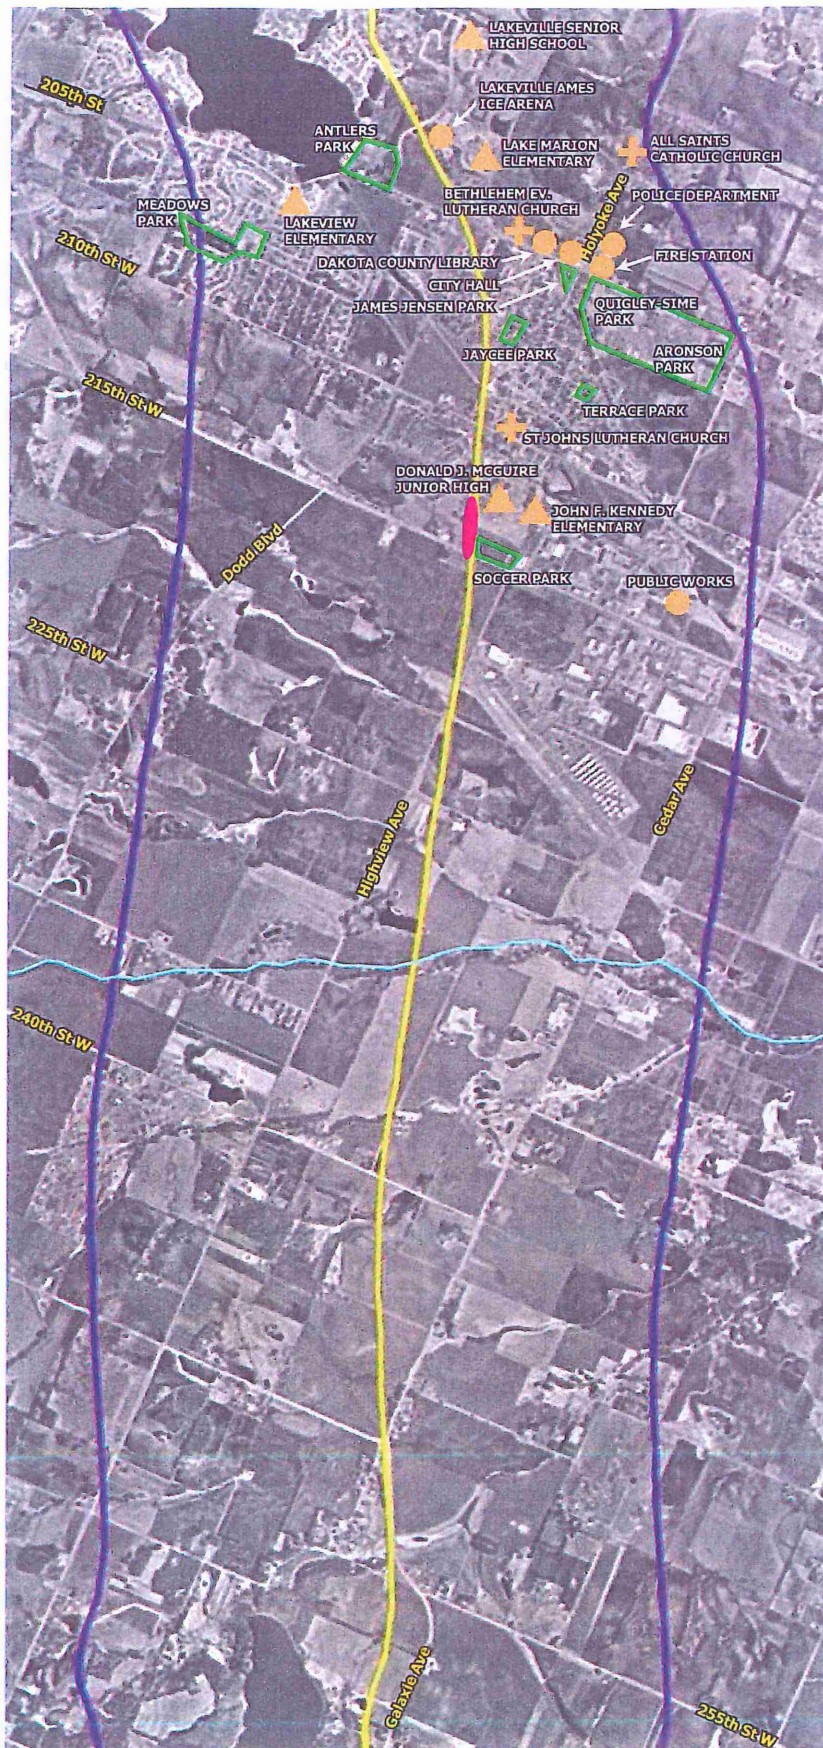 LAKEVILLE SENIOR
HIGH SCHOOL
205th St
LAKEVILLE AMES
ICE ARENA
ANTLERS
PARK
LAKE MARION
ELEMENTARY
ALL SAINTS
CATHOLIC CHURCH
MEADOWS
PARK
LAKEVIEW
ELEMENTARY
BETHLEHEM EV.
LUTHERAN CHURCH
Holyoke Ave
POLICE DEPARTMENT
210th St W
DAKOTA COUNTY LIBRARY
FIRE STATION
CITY HALL
JAMES JENSEN PARK
QUIGLEY-SIME
PARK
JAYCEE PARK
ARONSON
PARK
215th St W
TERRACE PARK
ST JOHNS LUTHERAN CHURCH
DONALD J. MCGUIRE
JUNIOR HIGH
JOHN F. KENNEDY
ELEMENTARY
Dodd Blvd
SOCCER PARK
PUBLIC WORKS
225th St W
Highview Ave
Cedar Ave
240th St W
Galaxie Ave
255th St W